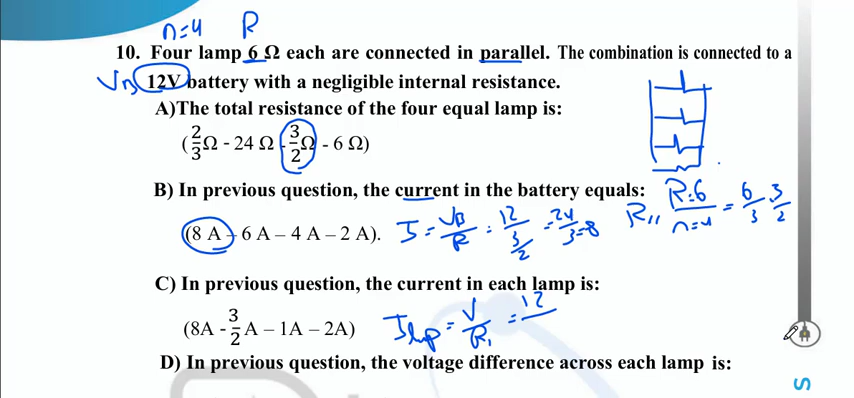 n=4 R
10. Four lamp 6 Ω each are connected in parallel. The combination is connected to a
VB 12V battery with a negligible internal resistance.
A)The total resistance of the four equal lamp is:
(2/3 Ω - 24 Ω - 3/2 Ω - 6 Ω)
B) In previous question, the current in the battery equals:
R// R=6/n=4 = 6/3 3/2
(8 A – 6 A – 4 A – 2 A). I = VB/R = 12/(3/2) = 24/3 = 8
C) In previous question, the current in each lamp is:
(8A - 3/2 A – 1A – 2A) Ilmp = V/R1 = 12
D) In previous question, the voltage difference across each lamp is:
S